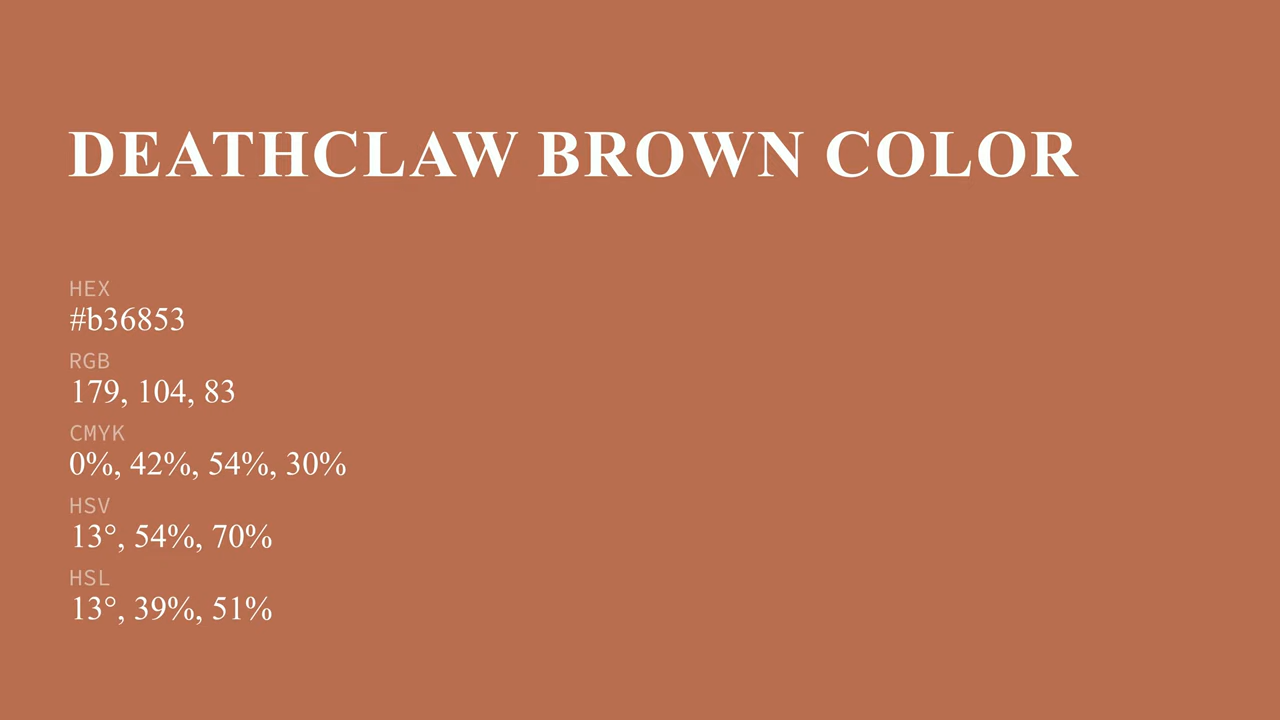 DEATHCLAW BROWN COLOR
HEX
#b36853
RGB
179, 104, 83
CMYK
0%, 42%, 54%, 30%
HSV
13°, 54%, 70%
HSL
13°, 39%, 51%